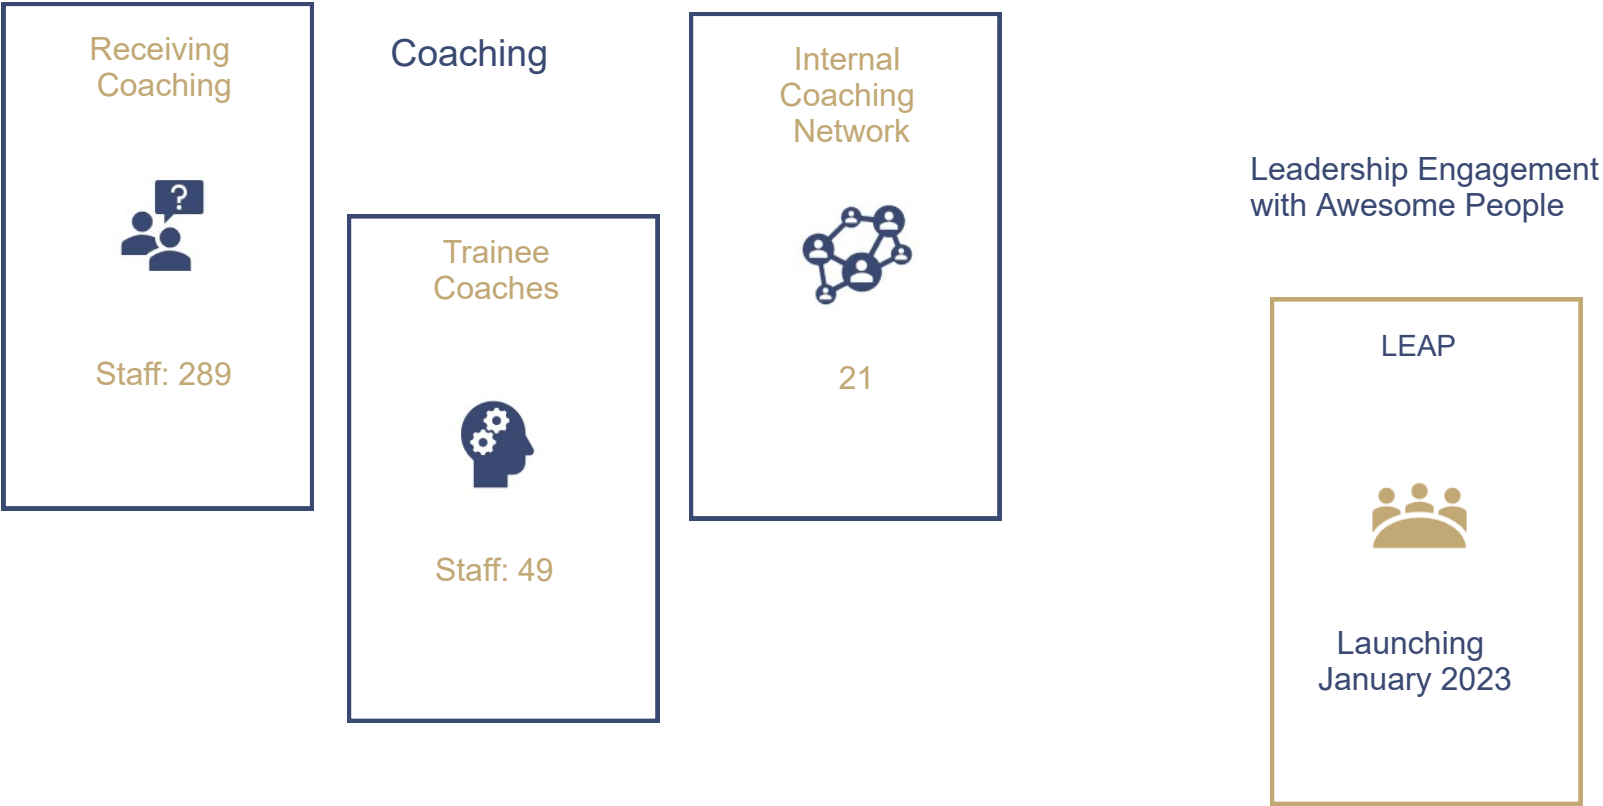 Coaching
Receiving
Coaching
?
Staff: 289
Trainee
Coaches
Staff: 49
Internal
Coaching
Network
21
Leadership Engagement
with Awesome People
LEAP
Launching
January 2023